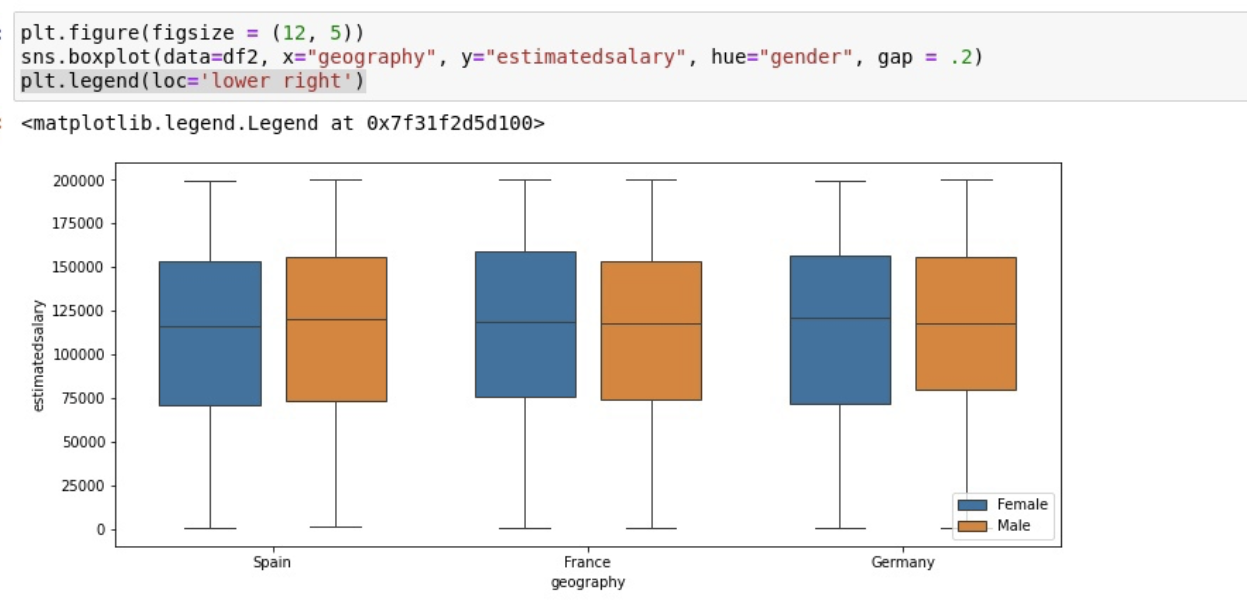 plt.figure(figsize = (12, 5))
sns.boxplot(data=df2, x="geography", y="estimatedsalary", hue="gender", gap = .2)
plt.legend(loc='lower right')
<matplotlib.legend.Legend at 0x7f31f2d5d100>
200000
175000
150000
125000
100000
75000
50000
25000
0
estimatedsalary
Female
Male
Spain France Germany
geography